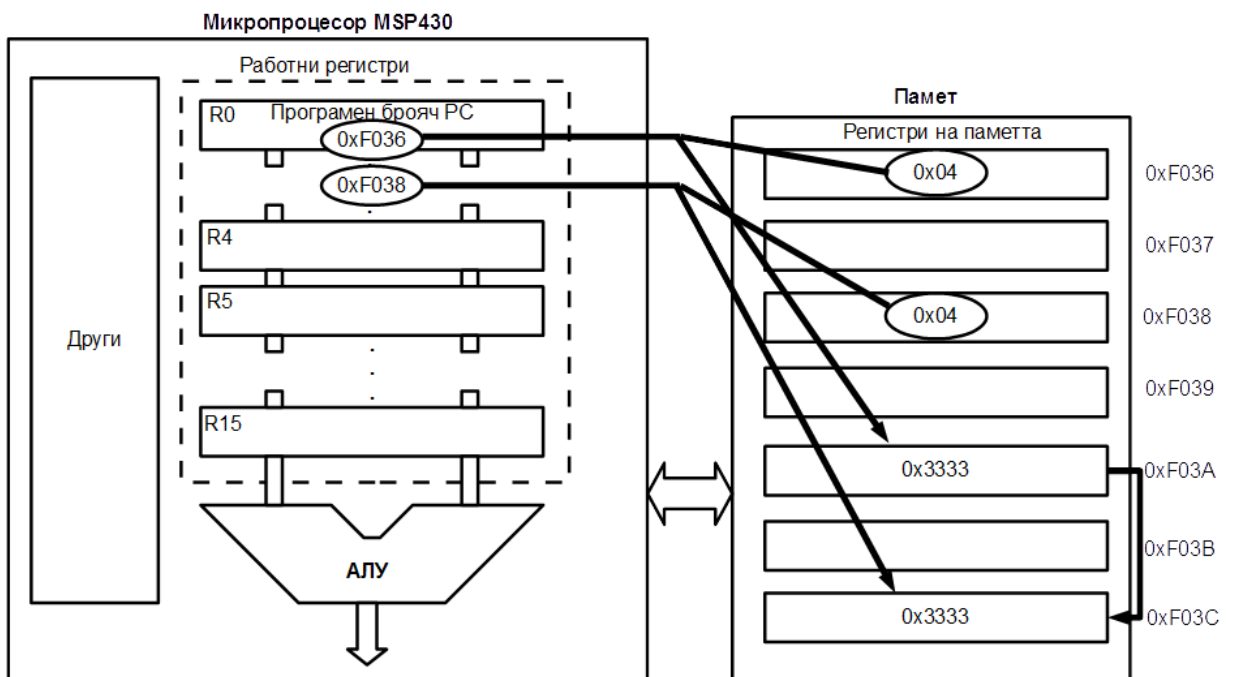 Микропроцесор MSP430
Работни регистри
R0
Програмен брояч PC
0xF036
0xF038
R4
R5
R15
Други
АЛУ
Памет
Регистри на паметта
0x04
0xF036
0xF037
0x04
0xF038
0xF039
0x3333
0xF03A
0xF03B
0x3333
0xF03C